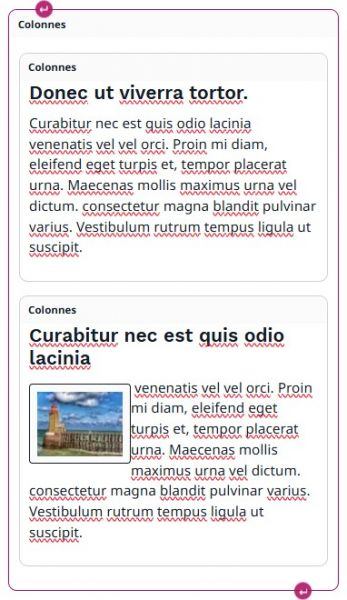 Colonnes
Colonnes
Donec ut viverra tortor.
Curabitur nec est quis odio lacinia
venenatis vel vel orci. Proin mi diam,
eleifend eget turpis et, tempor placerat
urna. Maecenas mollis maximus urna vel
dictum. consectetur magna blandit pulvinar
varius. Vestibulum rutrum tempus ligula ut
suscipit.
Colonnes
Curabitur nec est quis odio
lacinia
venenatis vel vel orci. Proin
mi diam, eleifend eget
turpis et, tempor placerat
urna. Maecenas mollis
maximus urna vel dictum.
consectetur magna blandit pulvinar varius.
Vestibulum rutrum tempus ligula ut
suscipit.